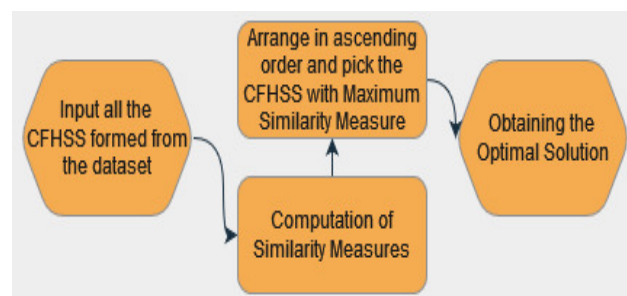 Input all the
CFHSS formed from
the dataset
Computation of
Similarity Measures
Arrange in ascending
order and pick the
CFHSS with Maximum
Similarity Measure
Obtaining the
Optimal Solution